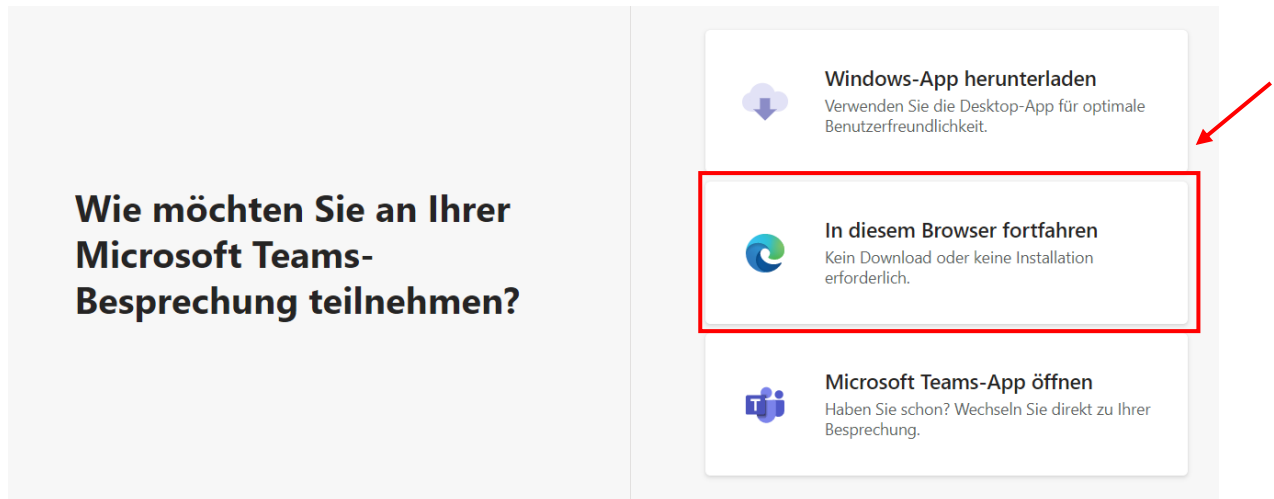 Wie möchten Sie an Ihrer
Microsoft Teams-
Besprechung teilnehmen?
Windows-App herunterladen
Verwenden Sie die Desktop-App für optimale
Benutzerfreundlichkeit.
In diesem Browser fortfahren
Kein Download oder keine Installation
erforderlich.
Microsoft Teams-App öffnen
Haben Sie schon? Wechseln Sie direkt zu Ihrer
Besprechung.